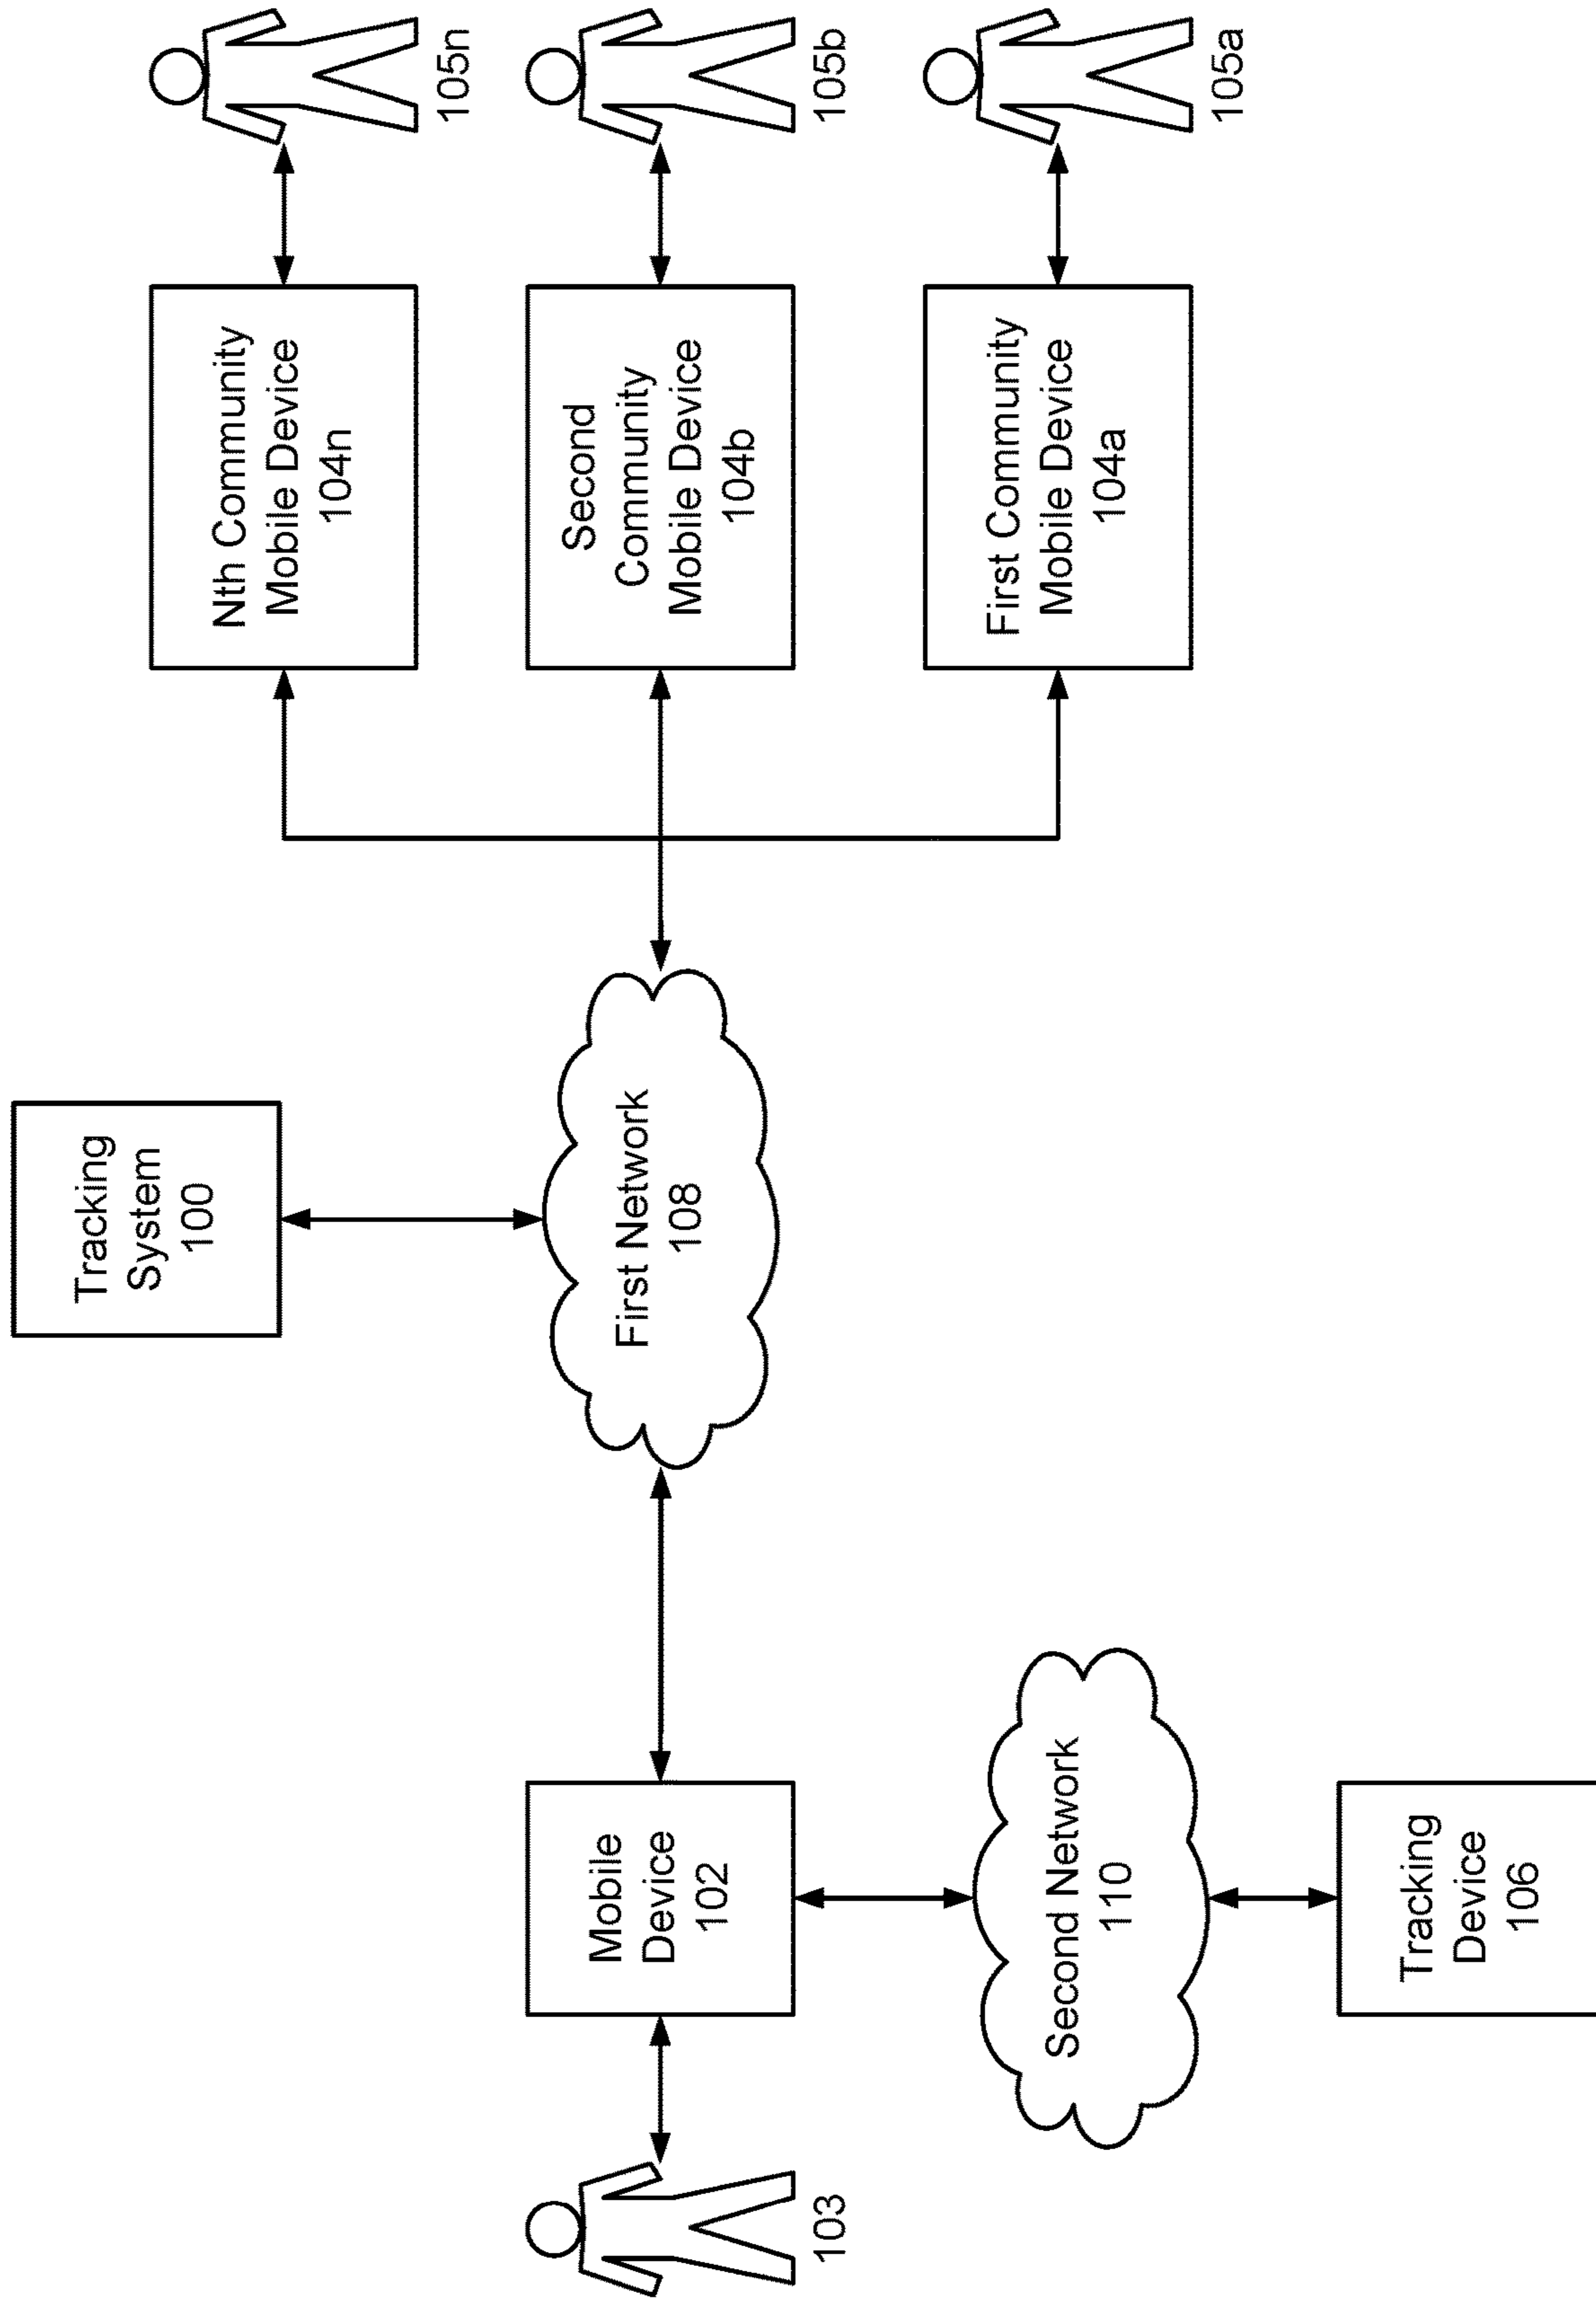 Tracking
System
100
103
Mobile
Device
102
First Network
108
Nth Community
Mobile Device
104n
105n
Second
Community
Mobile Device
104b
105b
First Community
Mobile Device
104a
105a
Second Network
110
Tracking
Device
106